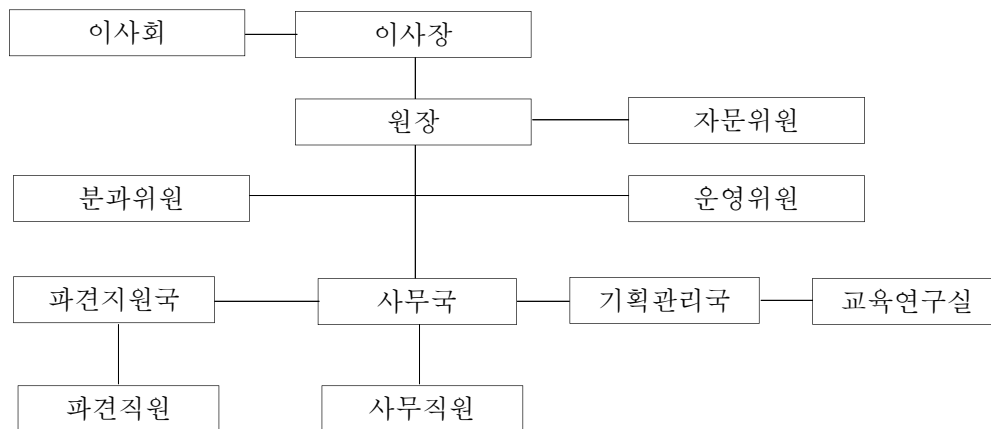 이사회
이사장
원장
자문위원
분과위원
운영위원
파견지원국
사무국
기획관리국
교육연구실
파견직원
사무직원